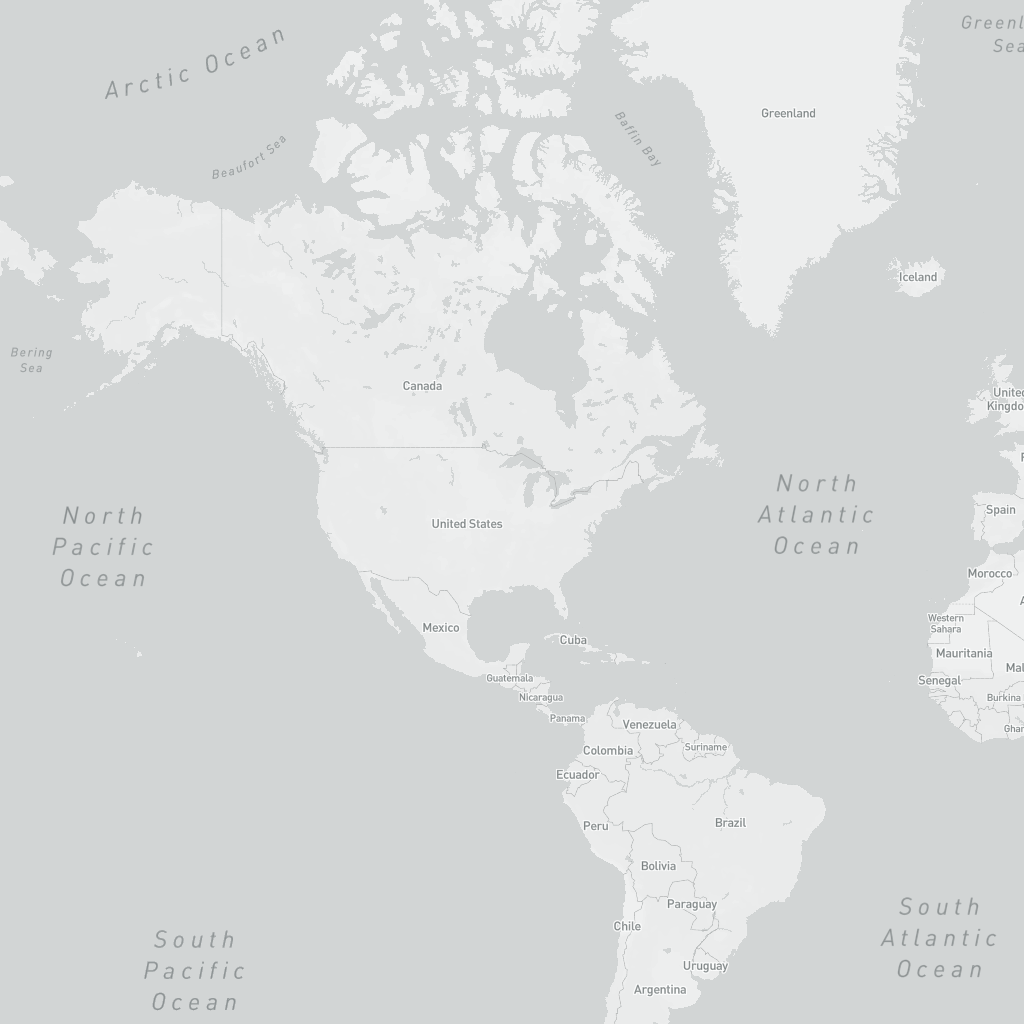 Arctic Ocean
Greenl
Sea
Beaufort Sea
Baffin Bay
Greenland
Iceland
Bering
Sea
Canada
United
Kingdo
North
Atlantic
Ocean
Spain
North
Pacific
Ocean
United States
Morocco
A
Mexico
Cuba
Western
Sahara
Mauritania
Mal
Guatemala
Senegal
Nicaragua
Burkina
Panama
Venezuela
Ghar
Colombia
Suriname
Ecuador
Peru
Brazil
Bolivia
Paraguay
Chile
South
Atlantic
Ocean
South
Pacific
Ocean
Uruguay
Argentina